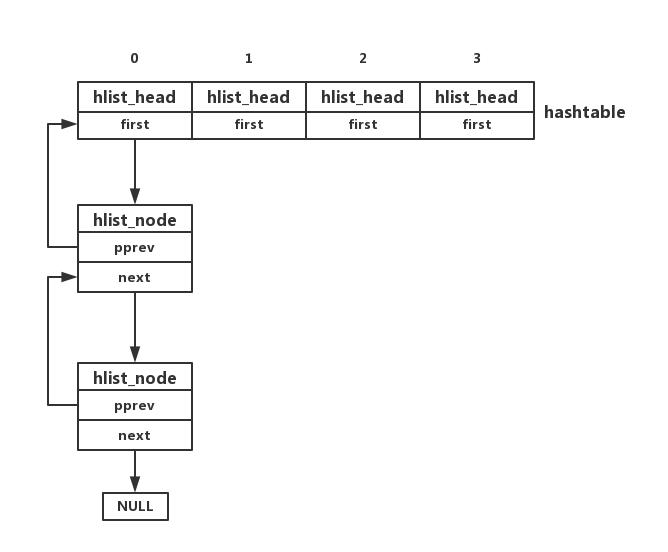 0 1 2 3
hlist_head hlist_head hlist_head hlist_head
hashtable
first first first first
hlist_node
pprev
next
hlist_node
pprev
next
NULL